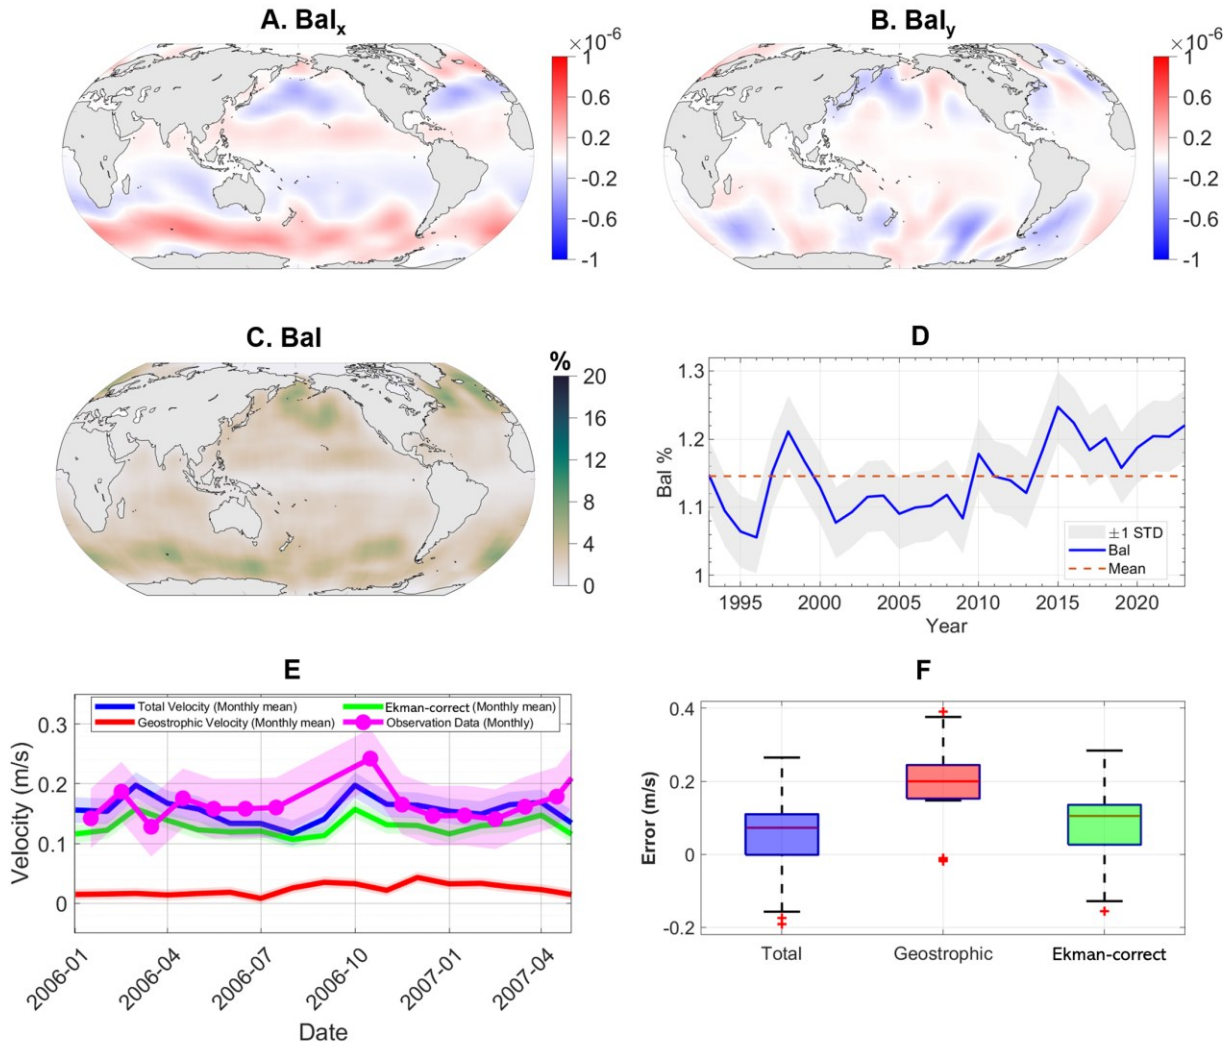 A. Balx
B. Baly
×10-6
1
0.6
0.2
-0.2
-0.6
-1
×10-6
1
0.6
0.2
-0.2
-0.6
-1
C. Bal
%
20
16
12
8
4
0
D
1.3
1.2
1.1
1
Bal %
±1 STD
Bal
Mean
1995 2000 2005 2010 2015 2020
Year
E
Total Velocity (Monthly mean)
Ekman-correct (Monthly mean)
Geostrophic Velocity (Monthly mean)
Observation Data (Monthly)
0.3
0.2
0.1
0
Velocity (m/s)
2006-01 2006-04 2006-07 2006-10 2007-01 2007-04
Date
F
0.4
0.2
0
-0.2
Error (m/s)
Total Geostrophic Ekman-correct